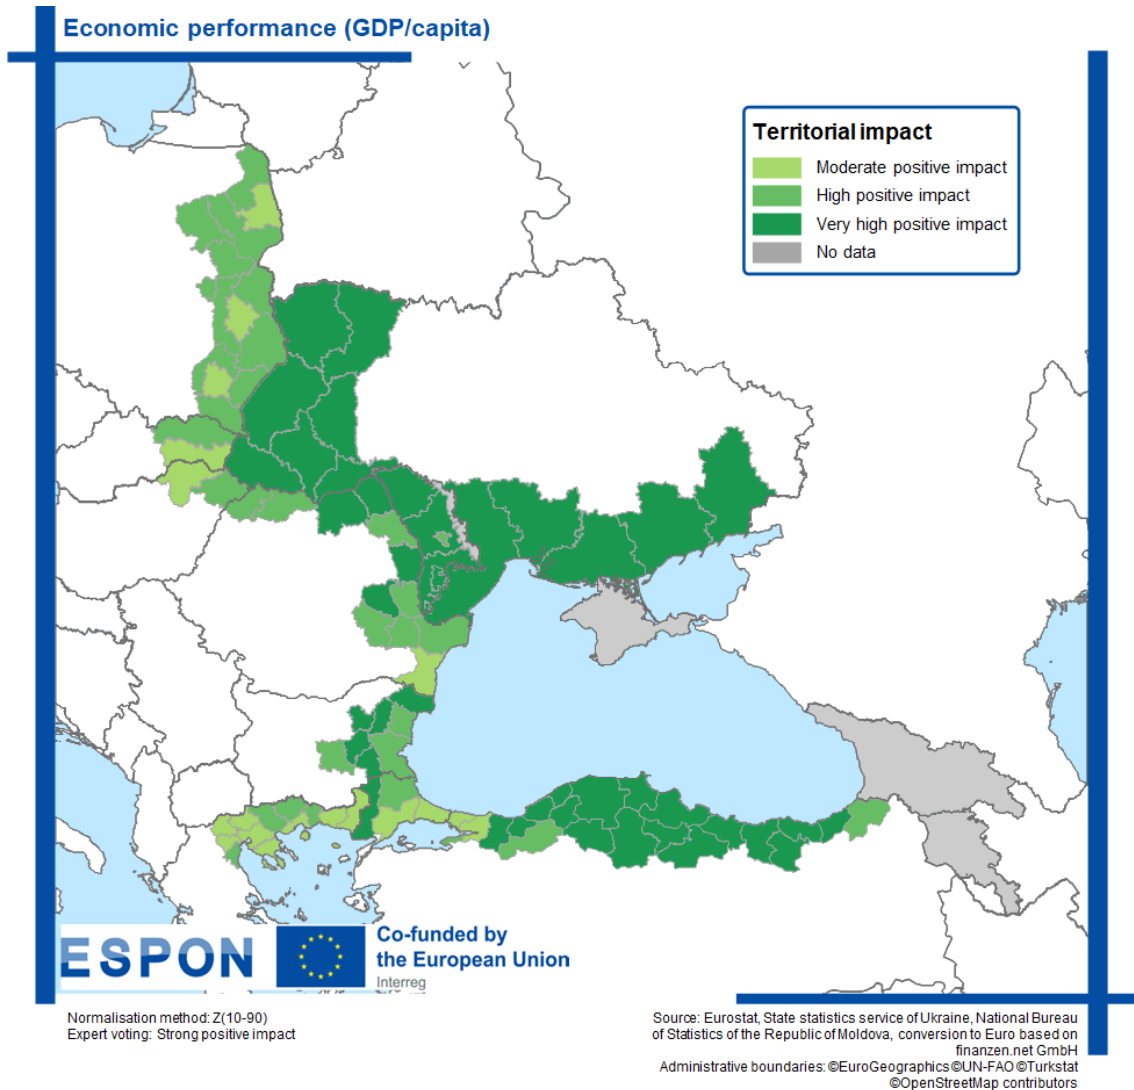 Economic performance (GDP/capita)
Territorial impact
Moderate positive impact
High positive impact
Very high positive impact
No data
ESPON
Co-funded by
the European Union
Interreg
Normalisation method: Z(10-90)
Expert voting: Strong positive impact
Source: Eurostat, State statistics service of Ukraine, National Bureau
of Statistics of the Republic of Moldova, conversion to Euro based on
finanzen.net GmbH
Administrative boundaries: ©EuroGeographics ©UN-FAO ©Turkstat
©OpenStreetMap contributors